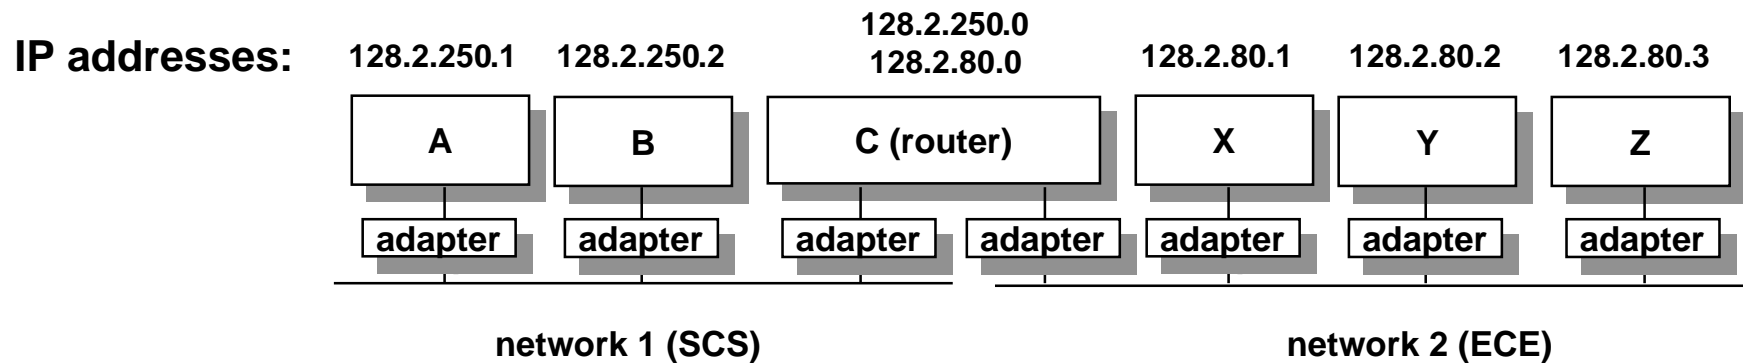 128.2.250.0
IP addresses: 128.2.250.1 128.2.250.2 128.2.80.0 128.2.80.1 128.2.80.2 128.2.80.3
A B C (router) X Y Z
adapter adapter adapter adapter adapter adapter adapter
network 1 (SCS) network 2 (ECE)